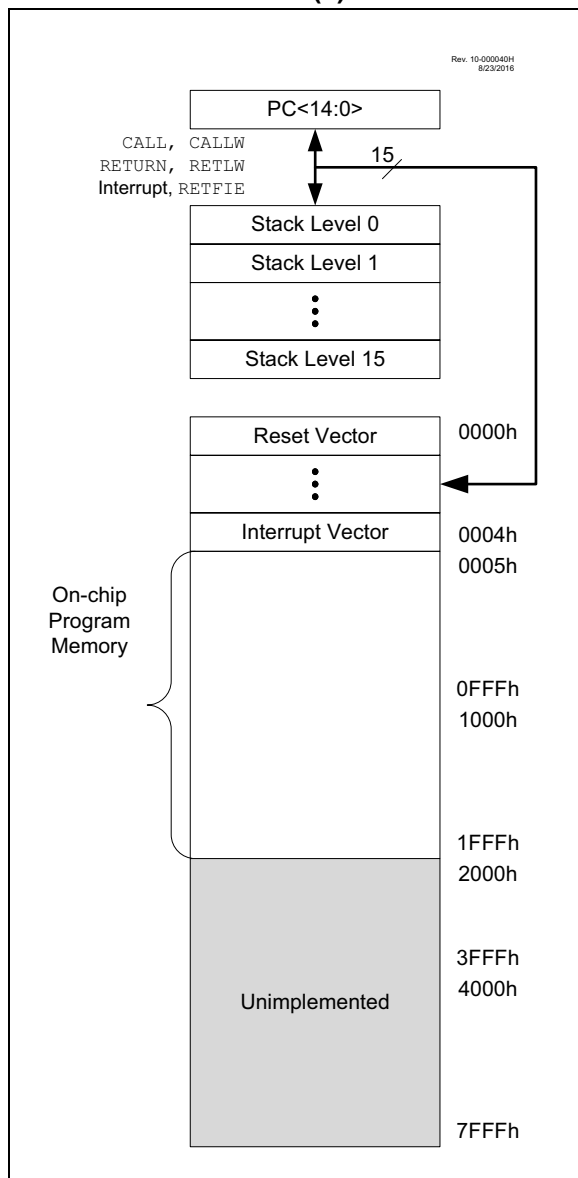 Rev. 10-000040H
8/23/2016
PC<14:0>
CALL, CALLW
RETURN, RETLW
Interrupt, RETFIE
15
Stack Level 0
Stack Level 1
Stack Level 15
Reset Vector
0000h
Interrupt Vector
0004h
0005h
On-chip
Program
Memory
0FFFh
1000h
1FFFh
2000h
3FFFh
Unimplemented
4000h
7FFFh